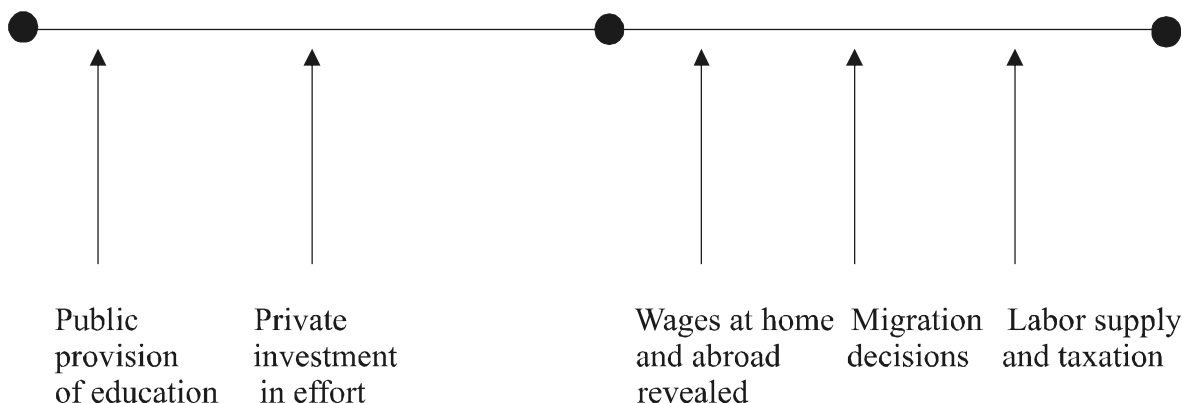 Public
provision
of education
Private
investment
in effort
Wages at home
and abroad
revealed
Migration
decisions
Labor supply
and taxation